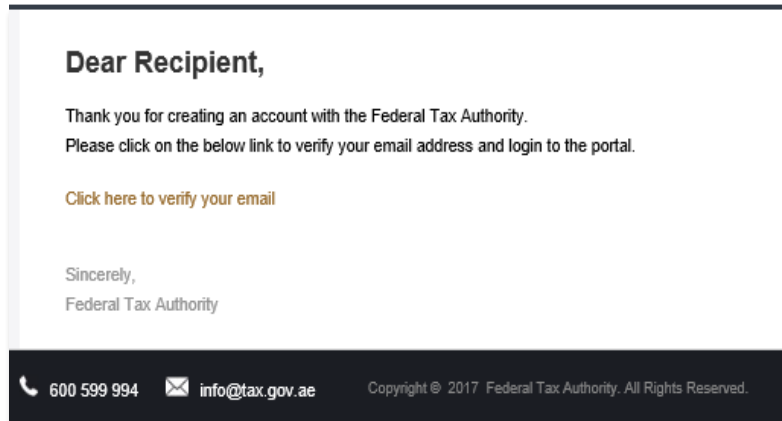 Dear Recipient,
Thank you for creating an account with the Federal Tax Authority.
Please click on the below link to verify your email address and login to the portal.
Click here to verify your email
Sincerely,
Federal Tax Authority
600 599 994 info@tax.gov.ae Copyright © 2017 Federal Tax Authority. All Rights Reserved.